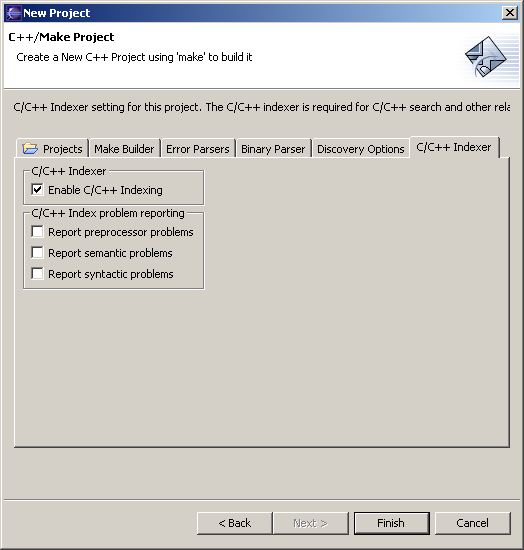 New Project
C++/Make Project
Create a New C++ Project using 'make' to build it
C/C++ Indexer setting for this project. The C/C++ indexer is required for C/C++ search and other rela
Projects Make Builder Error Parsers Binary Parser Discovery Options C/C++ Indexer
C/C++ Indexer
Enable C/C++ Indexing
C/C++ Index problem reporting
Report preprocessor problems
Report semantic problems
Report syntactic problems
< Back Next > Finish Cancel